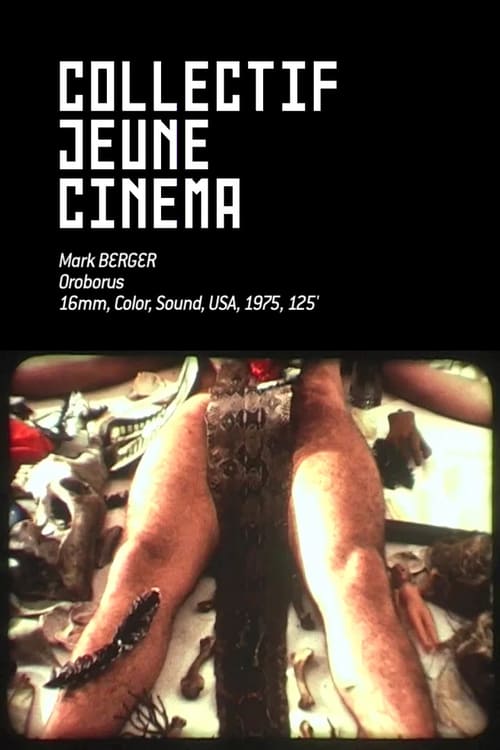 COLLECTIF
JEUNE
CINEMA
Mark BERGER
Oroborus
16mm, Color, Sound, USA, 1975, 125'